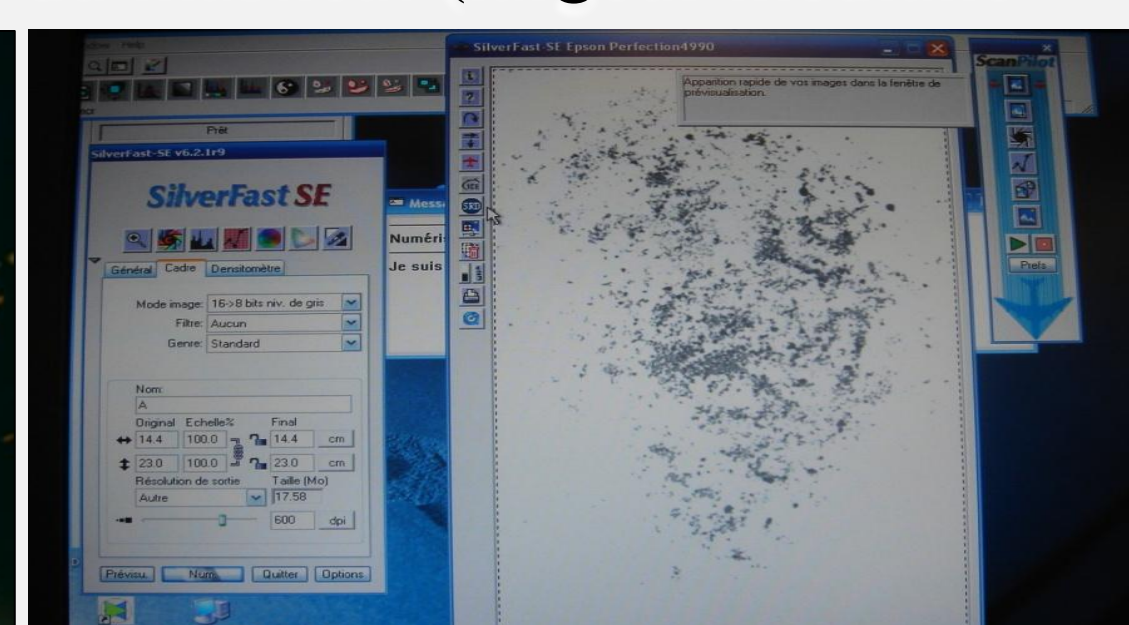 Help
Prêt
SilverFast-SE v6.2.1r9
SilverFast SE
Général Cadre Densitomètre
Mode image: 16->8 bits niv. de gris
Filtre: Aucun
Genre: Standard
Nom:
A
Original Echelle% Final
14.4 100.0 14.4 cm
23.0 100.0 23.0 cm
Résolution de sortie Taille (Mo)
Autre 17.58
600 dpi
Prévisu. Num. Quitter Options
Mess
Numéri
Je suis
SilverFast-SE Epson Perfection4990
Apparition rapide de vos images dans la fenêtre de
prévisualisation.
SRD
ScanPilot
Prefs